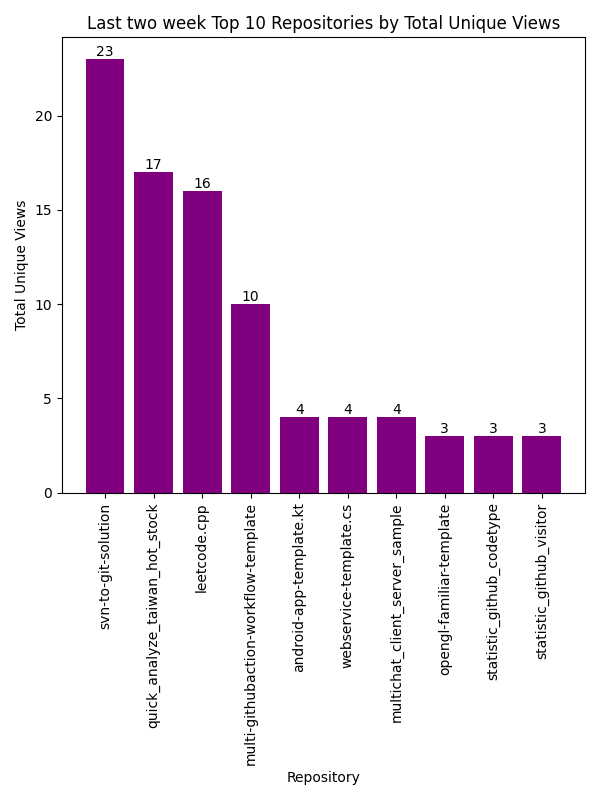 Last two week Top 10 Repositories by Total Unique Views
Total Unique Views
20
15
10
5
0
23
17
16
10
4
4
4
3
3
3
svn-to-git-solution
quick_analyze_taiwan_hot_stock
leetcode.cpp
multi-githubaction-workflow-template
android-app-template.kt
webservice-template.cs
multichat_client_server_sample
opengl-familiar-template
statistic_github_codetype
statistic_github_visitor
Repository